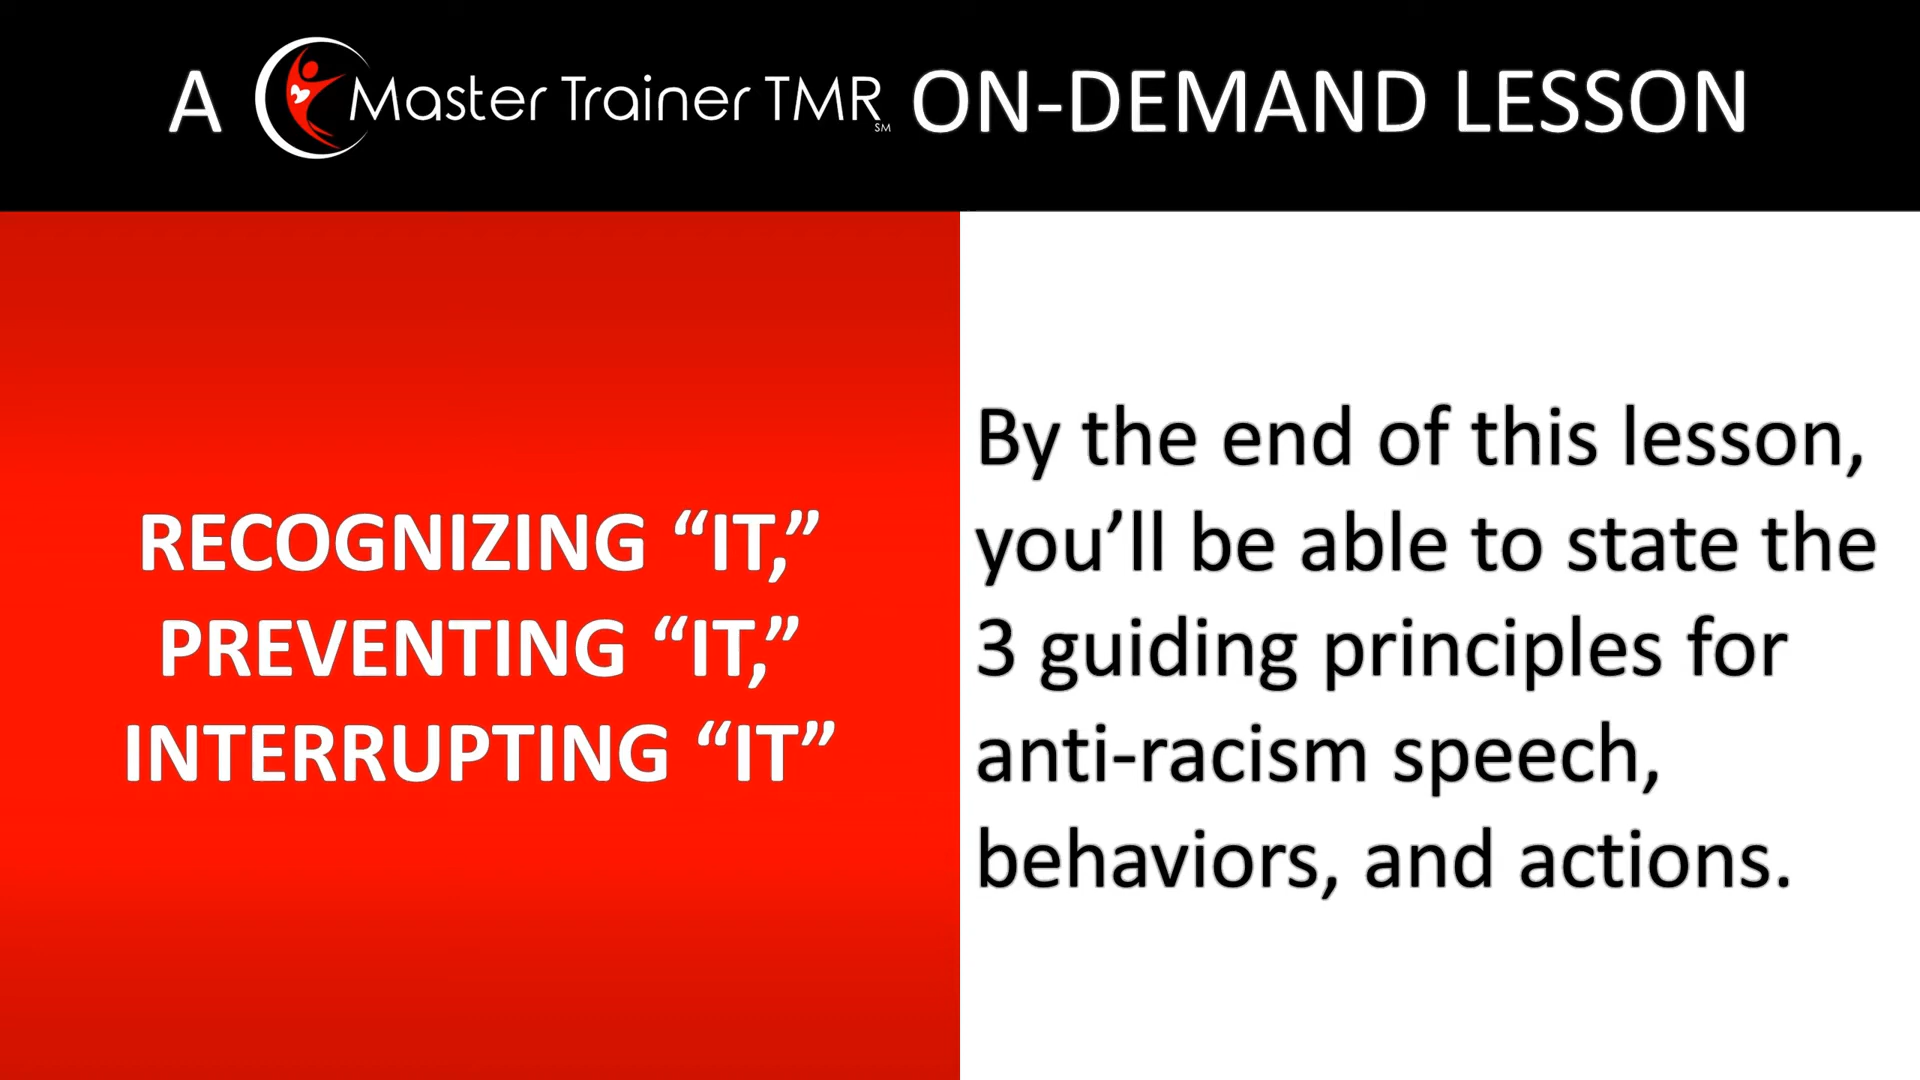 A Master Trainer TMR SM ON-DEMAND LESSON
RECOGNIZING “IT,”
PREVENTING “IT,”
INTERRUPTING “IT”
By the end of this lesson,
you’ll be able to state the
3 guiding principles for
anti-racism speech,
behaviors, and actions.